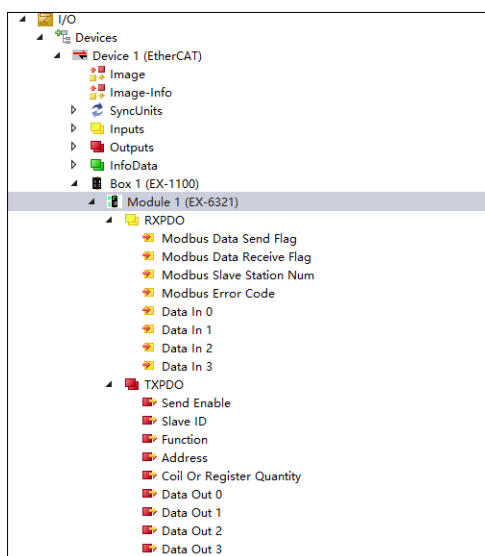 I/O
Devices
Device 1 (EtherCAT)
Image
Image-Info
SyncUnits
Inputs
Outputs
InfoData
Box 1 (EX-1100)
Module 1 (EX-6321)
RXPDO
Modbus Data Send Flag
Modbus Data Receive Flag
Modbus Slave Station Num
Modbus Error Code
Data In 0
Data In 1
Data In 2
Data In 3
TXPDO
Send Enable
Slave ID
Function
Address
Coil Or Register Quantity
Data Out 0
Data Out 1
Data Out 2
Data Out 3